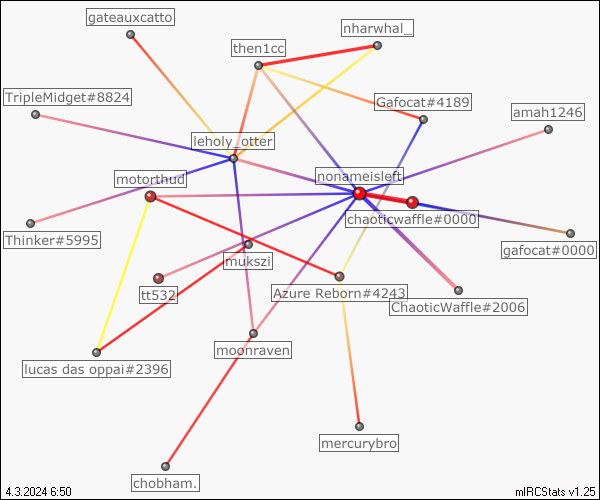 gateauxcatto
nharwhal_
then1cc
TripleMidget#8824
Gafocat#4189
amah1246
leholy_otter
motorthud
nonameisleft
chaoticwaffle#0000
Thinker#5995
gafocat#0000
mukszi
tt532
Azure Reborn#4243
ChaoticWaffle#2006
moonraven
lucas das oppai#2396
mercurybro
chobham.
4.3.2024 6:50
mIRCStats v1.25